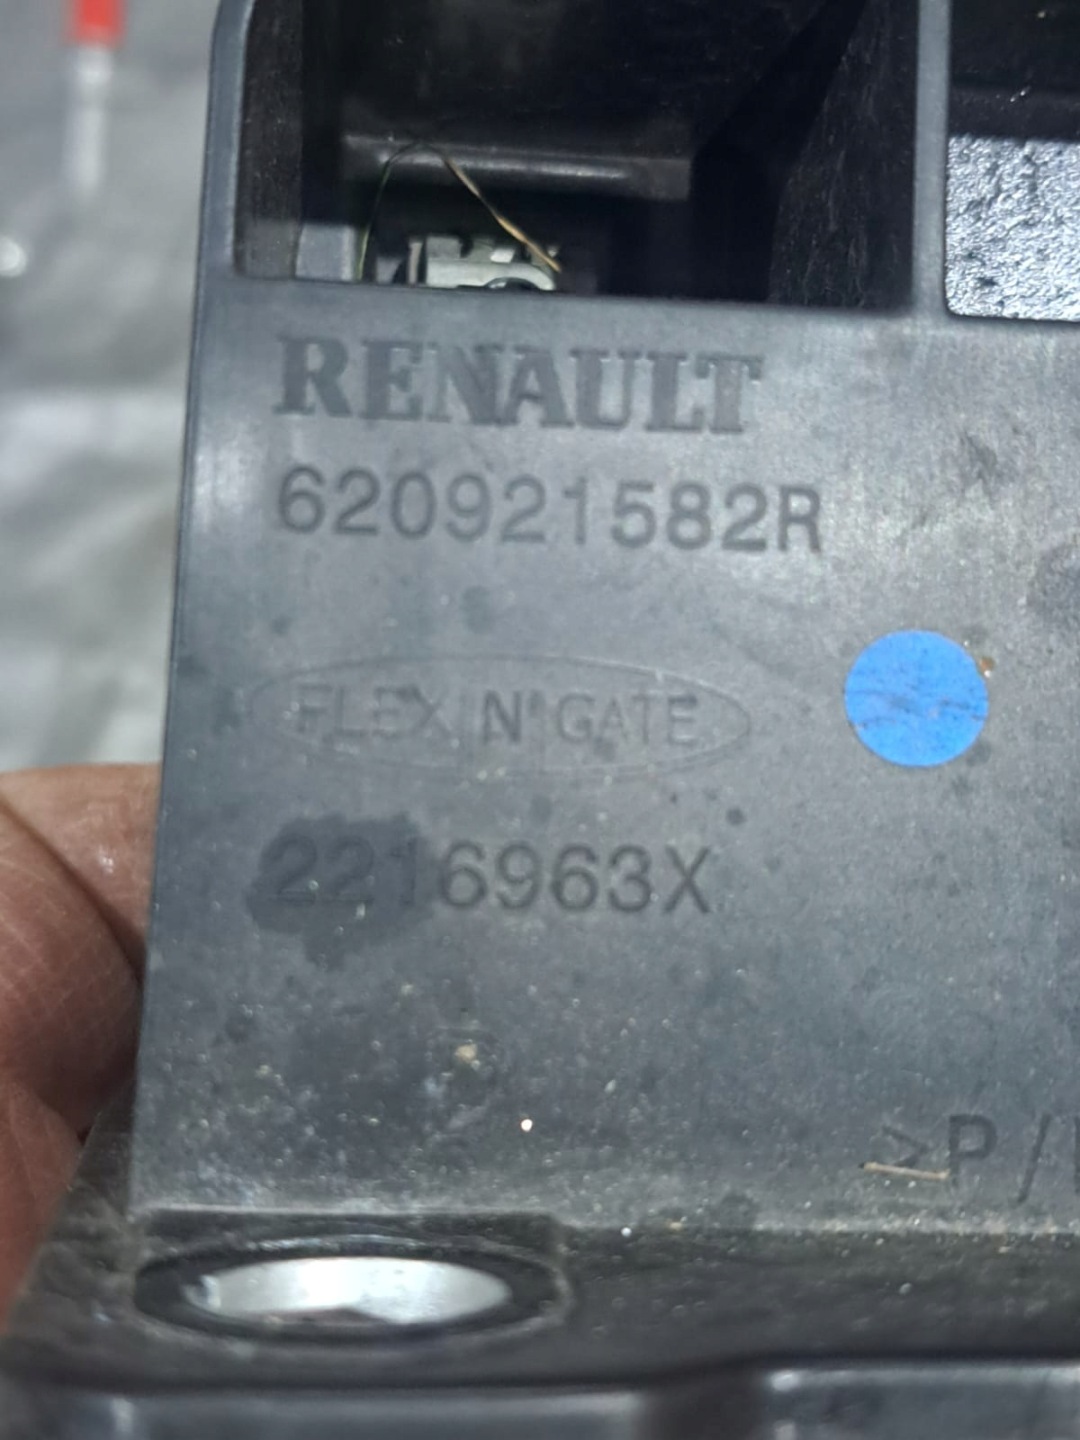 RENAULT
620921582R
FLEX N GATE
2216963X
>P/